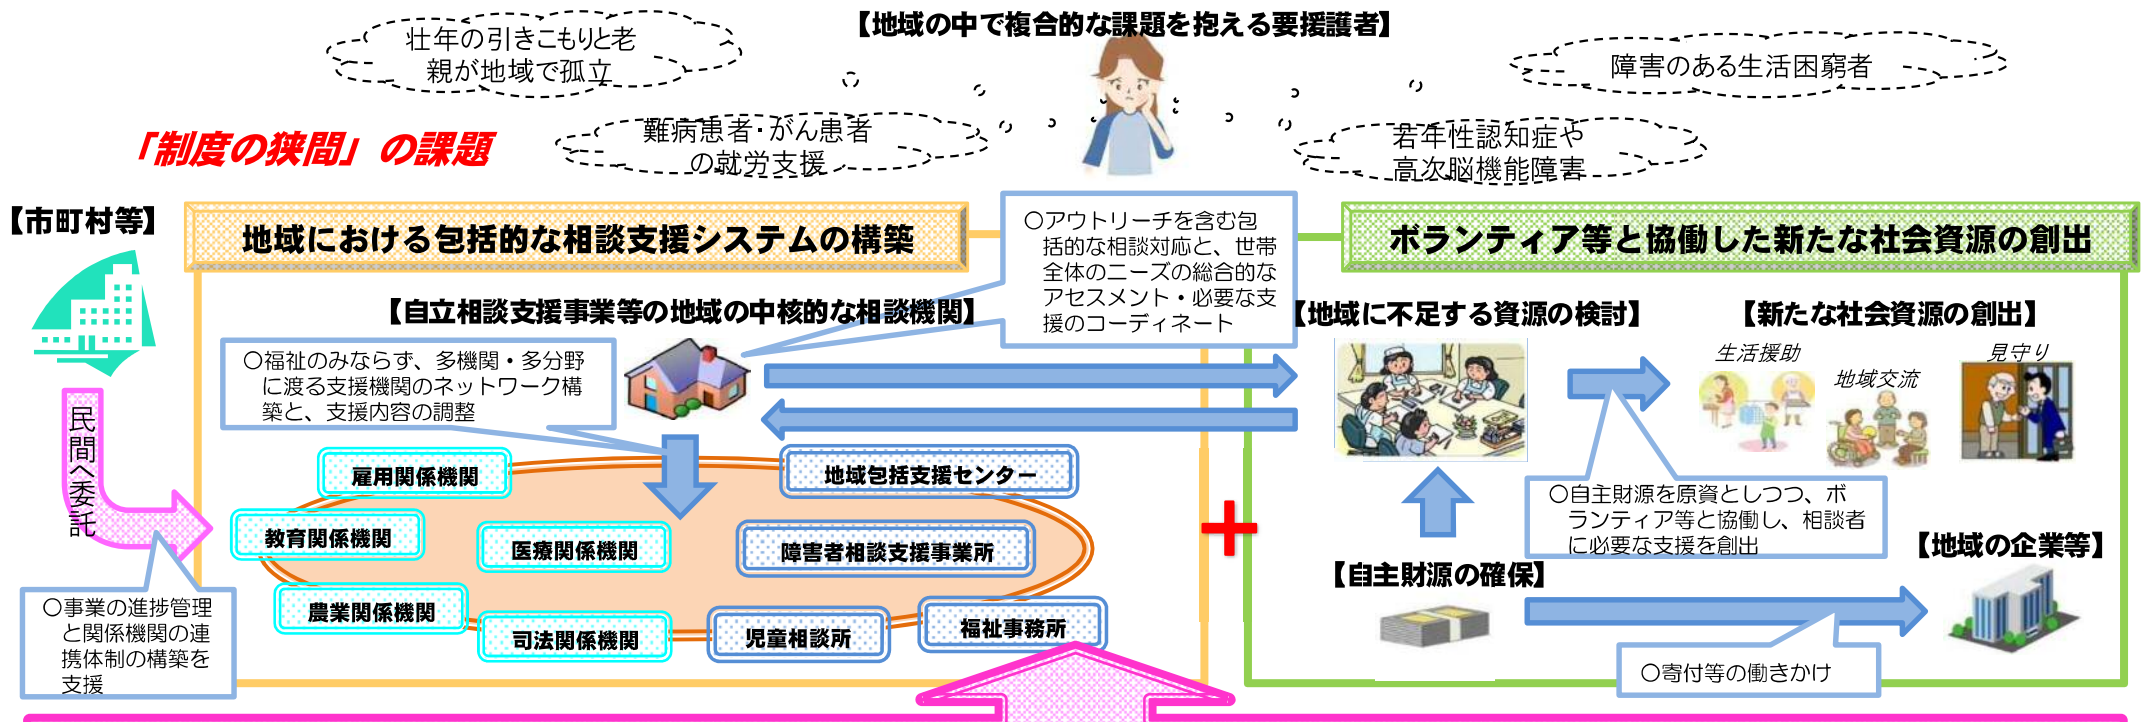 【地域の中で複合的な課題を抱える要援護者】
壮年の引きこもりと老
親が地域で孤立
障害のある生活困窮者
「制度の狭間」の課題
難病患者・がん患者
の就労支援
若年性認知症や
高次脳機能障害
【市町村等】
地域における包括的な相談支援システムの構築
○アウトリーチを含む包
括的な相談対応と、世帯
全体のニーズの総合的な
アセスメント・必要な支
援のコーディネート
ボランティア等と協働した新たな社会資源の創出
【自立相談支援事業等の地域の中核的な相談機関】
【地域に不足する資源の検討】
【新たな社会資源の創出】
○福祉のみならず、多機関・多分野
に渡る支援機関のネットワーク構
築と、支援内容の調整
生活援助
地域交流
見守り
民間へ委託
雇用関係機関
地域包括支援センター
教育関係機関
医療関係機関
障害者相談支援事業所
農業関係機関
司法関係機関
児童相談所
福祉事務所
○自主財源を原資としつつ、ボ
ランティア等と協働し、相談者
に必要な支援を創出
【地域の企業等】
【自主財源の確保】
○事業の進捗管理
と関係機関の連
携体制の構築を
支援
○寄付等の働きかけ